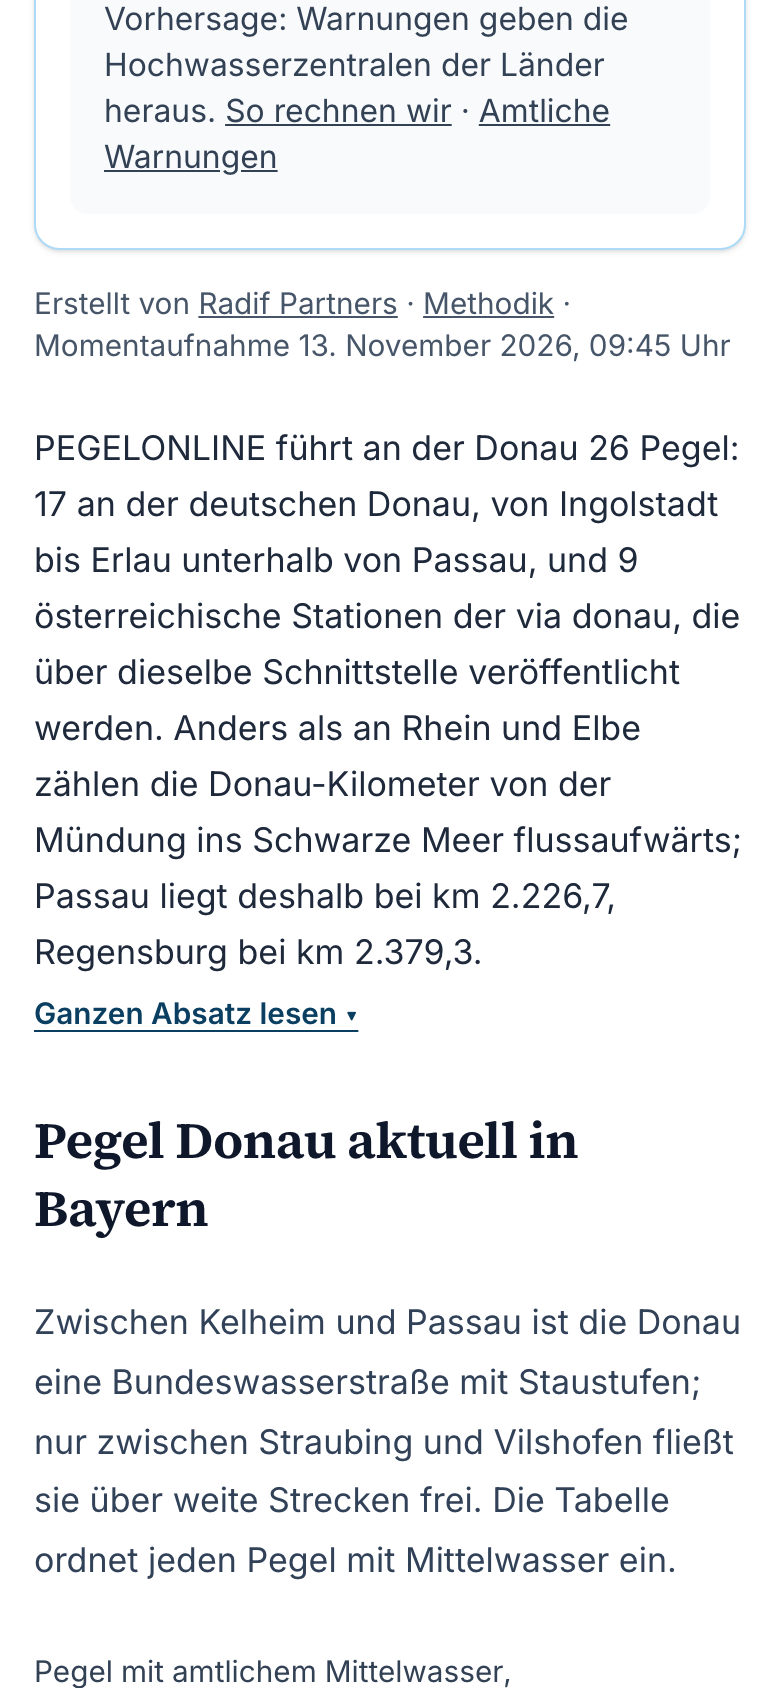 Vorhersage: Warnungen geben die
Hochwasserzentralen der Länder
heraus. So rechnen wir · Amtliche
Warnungen
Erstellt von Radif Partners · Methodik ·
Momentaufnahme 13. November 2026, 09:45 Uhr
PEGELONLINE führt an der Donau 26 Pegel:
17 an der deutschen Donau, von Ingolstadt
bis Erlau unterhalb von Passau, und 9
österreichische Stationen der via donau, die
über dieselbe Schnittstelle veröffentlicht
werden. Anders als an Rhein und Elbe
zählen die Donau-Kilometer von der
Mündung ins Schwarze Meer flussaufwärts;
Passau liegt deshalb bei km 2.226,7,
Regensburg bei km 2.379,3.
Ganzen Absatz lesen ▾
Pegel Donau aktuell in
Bayern
Zwischen Kelheim und Passau ist die Donau
eine Bundeswasserstraße mit Staustufen;
nur zwischen Straubing und Vilshofen fließt
sie über weite Strecken frei. Die Tabelle
ordnet jeden Pegel mit Mittelwasser ein.
Pegel mit amtlichem Mittelwasser,